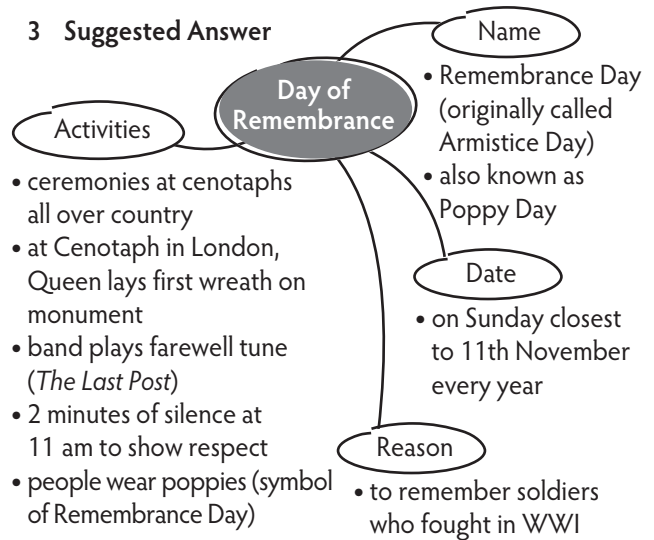 3 Suggested Answer
Day of
Remembrance
Name
• Remembrance Day
(originally called
Armistice Day)
• also known as
Poppy Day
Activities
• ceremonies at cenotaphs
all over country
• at Cenotaph in London,
Queen lays first wreath on
monument
• band plays farewell tune
(The Last Post)
• 2 minutes of silence at
11 am to show respect
• people wear poppies (symbol
of Remembrance Day)
Date
• on Sunday closest
to 11th November
every year
Reason
• to remember soldiers
who fought in WWI